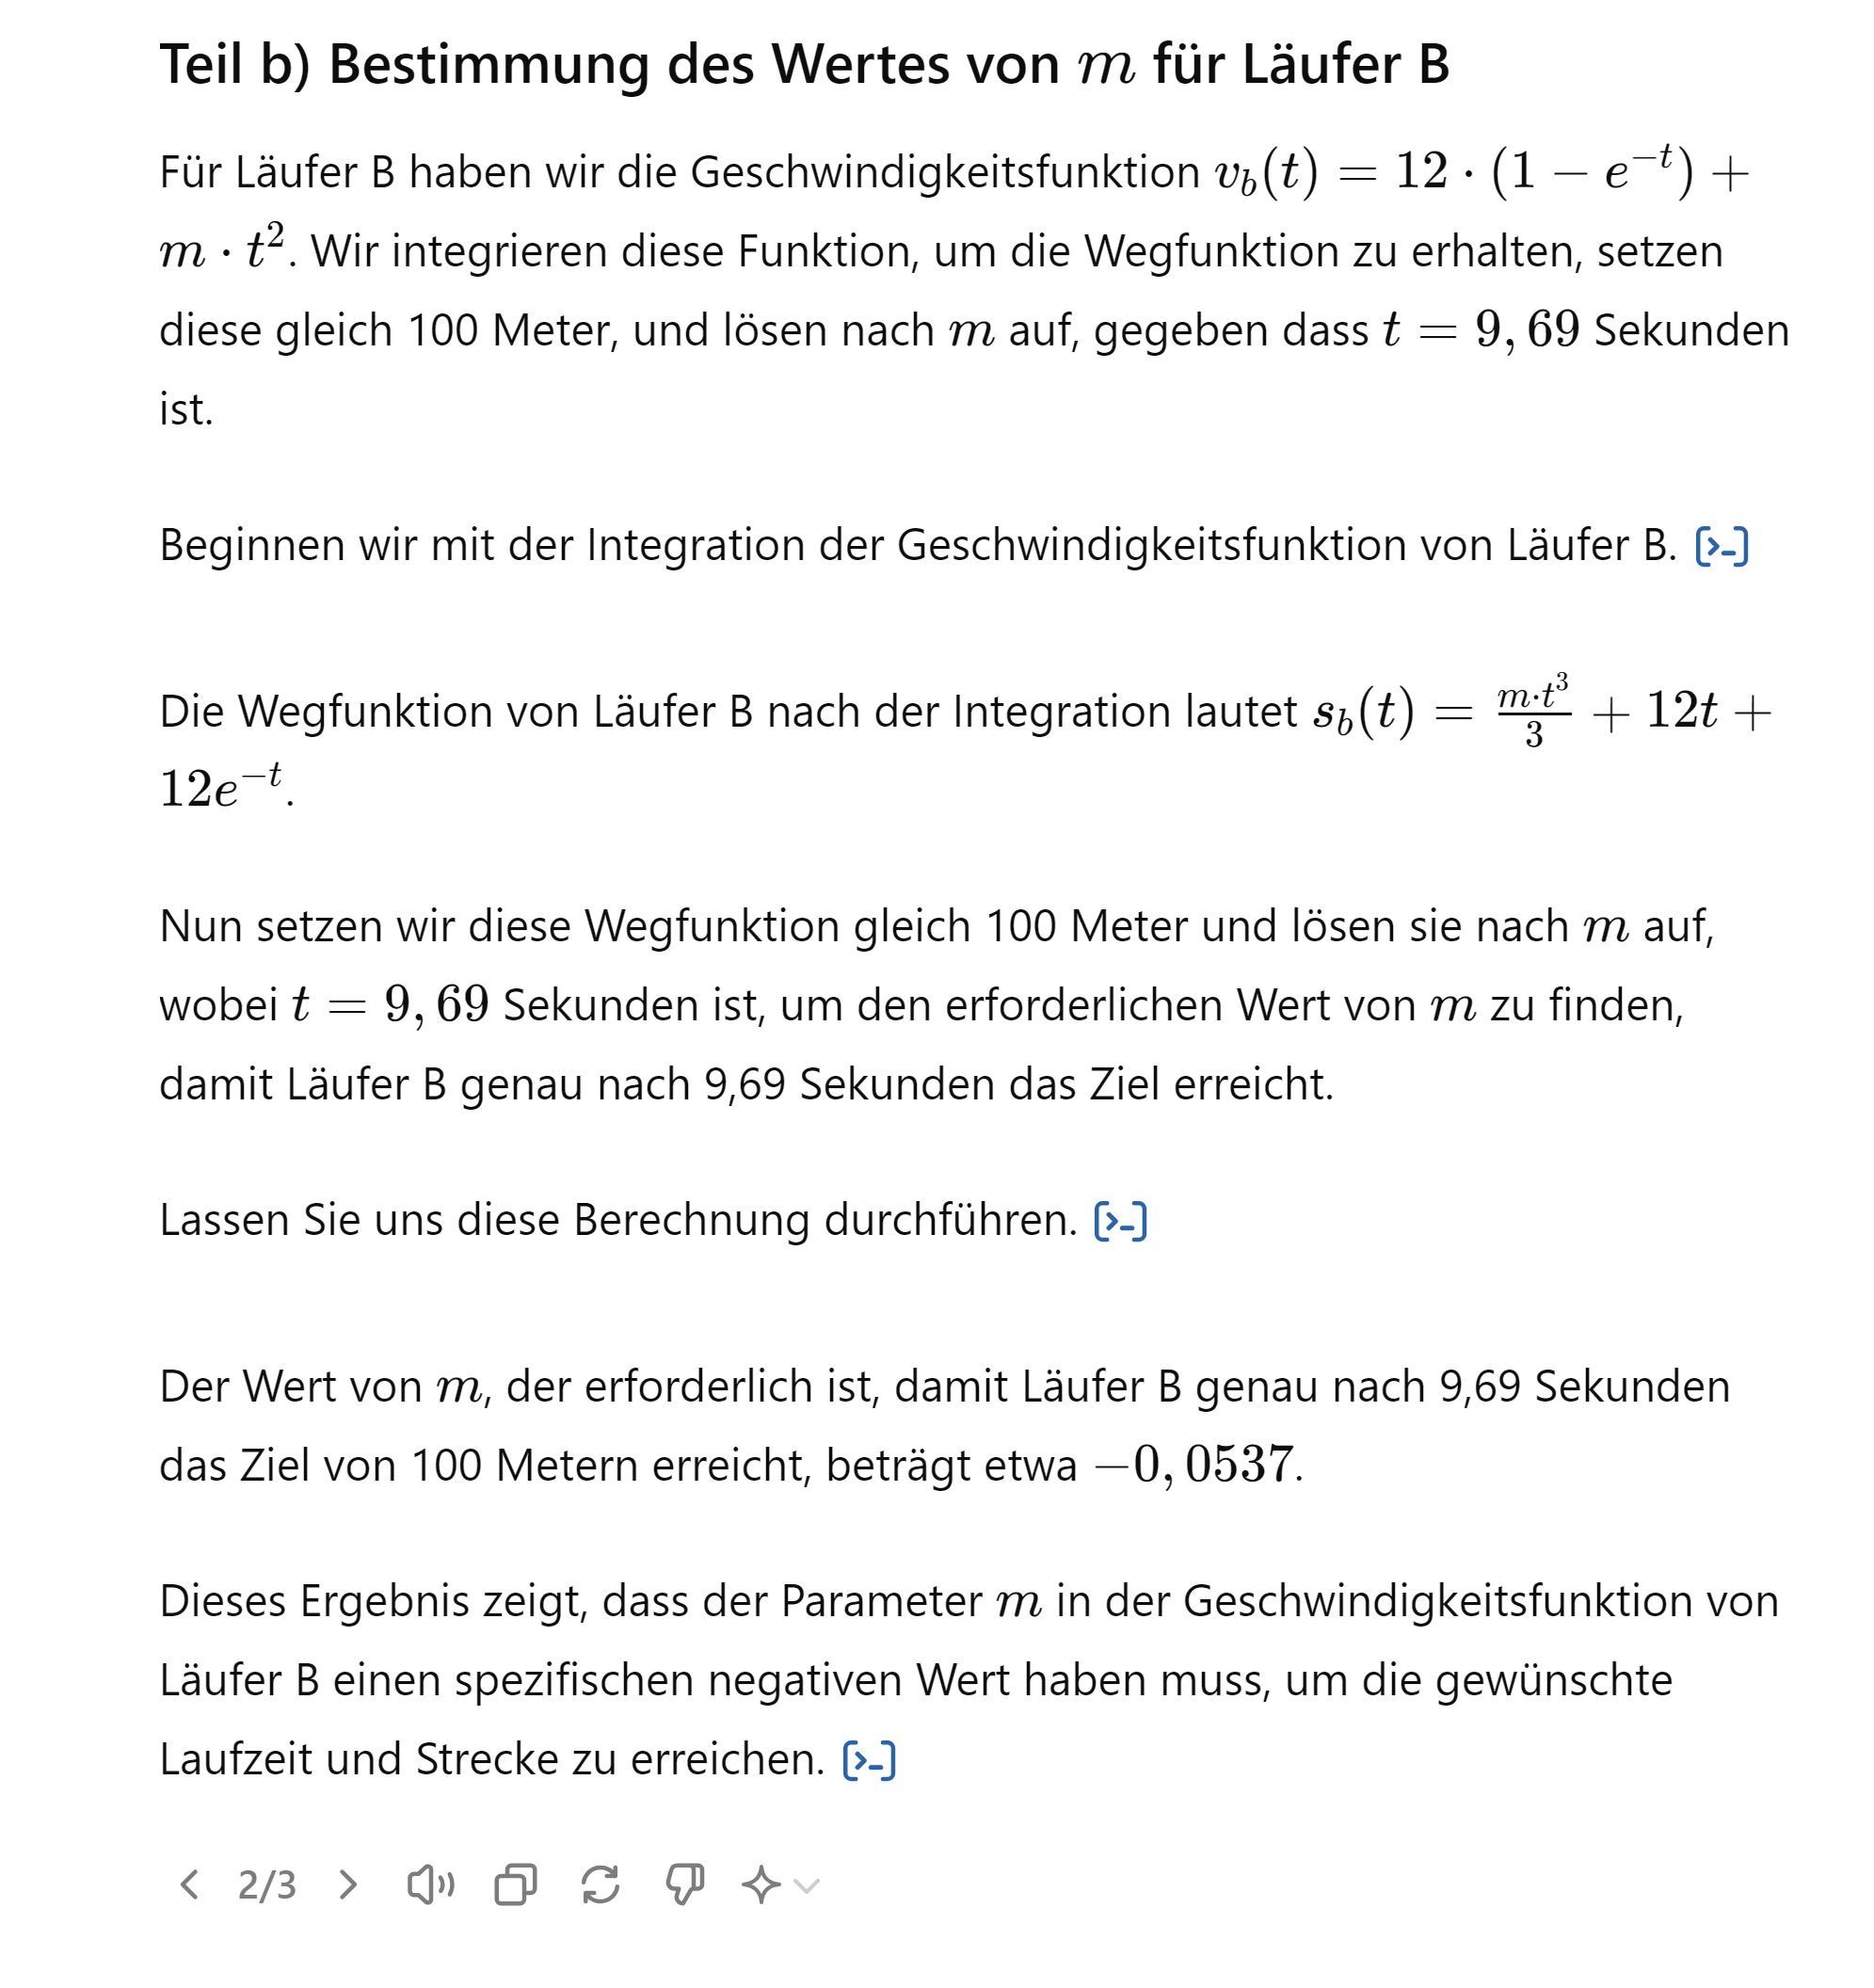 Teil b) Bestimmung des Wertes von m für Läufer B
Für Läufer B haben wir die Geschwindigkeitsfunktion v_b(t) = 12 · (1 − e^{−t}) +
m · t². Wir integrieren diese Funktion, um die Wegfunktion zu erhalten, setzen
diese gleich 100 Meter, und lösen nach m auf, gegeben dass t = 9,69 Sekunden
ist.
Beginnen wir mit der Integration der Geschwindigkeitsfunktion von Läufer B. [>-]
Die Wegfunktion von Läufer B nach der Integration lautet s_b(t) = \frac{m·t³}{3} + 12t +
12e^{−t}.
Nun setzen wir diese Wegfunktion gleich 100 Meter und lösen sie nach m auf,
wobei t = 9,69 Sekunden ist, um den erforderlichen Wert von m zu finden,
damit Läufer B genau nach 9,69 Sekunden das Ziel erreicht.
Lassen Sie uns diese Berechnung durchführen. [>-]
Der Wert von m, der erforderlich ist, damit Läufer B genau nach 9,69 Sekunden
das Ziel von 100 Metern erreicht, beträgt etwa −0,0537.
Dieses Ergebnis zeigt, dass der Parameter m in der Geschwindigkeitsfunktion von
Läufer B einen spezifischen negativen Wert haben muss, um die gewünschte
Laufzeit und Strecke zu erreichen. [>-]
< 2/3 >